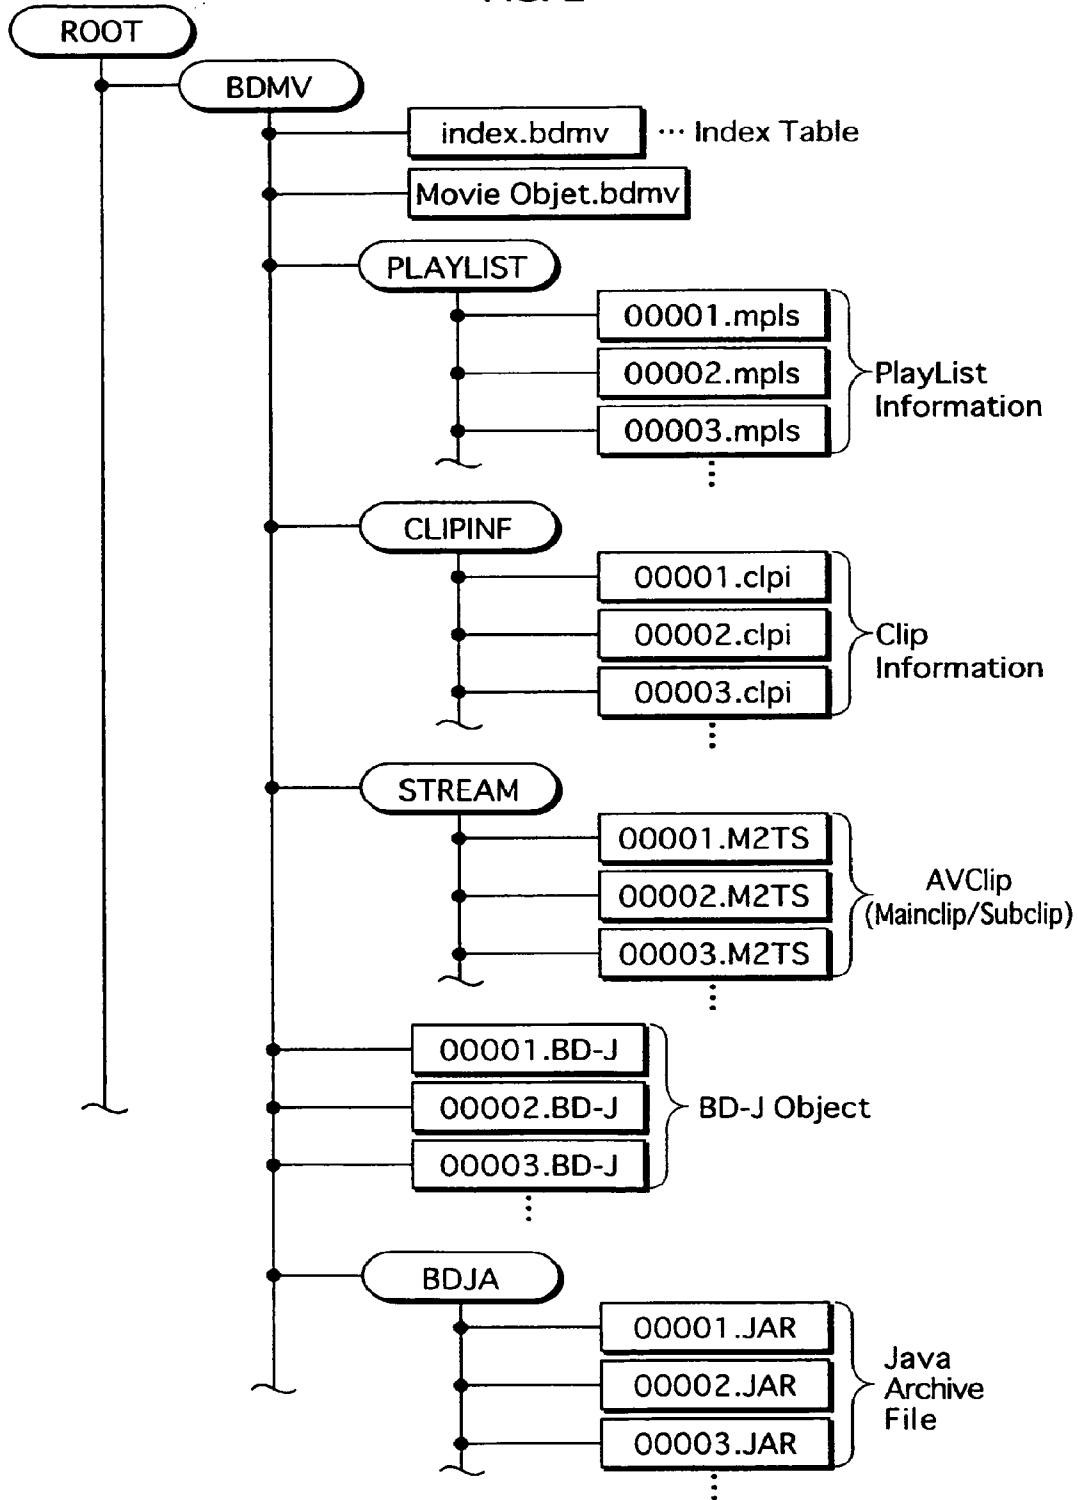 ROOT
BDMV
index.bdmv
··· Index Table
Movie Objet.bdmv
PLAYLIST
00001.mpls
00002.mpls
00003.mpls
PlayList
Information
CLIPINF
00001.clpi
00002.clpi
00003.clpi
Clip
Information
STREAM
00001.M2TS
00002.M2TS
00003.M2TS
AVClip
(Mainclip/Subclip)
00001.BD-J
00002.BD-J
00003.BD-J
BD-J Object
BDJA
00001.JAR
00002.JAR
00003.JAR
Java
Archive
File